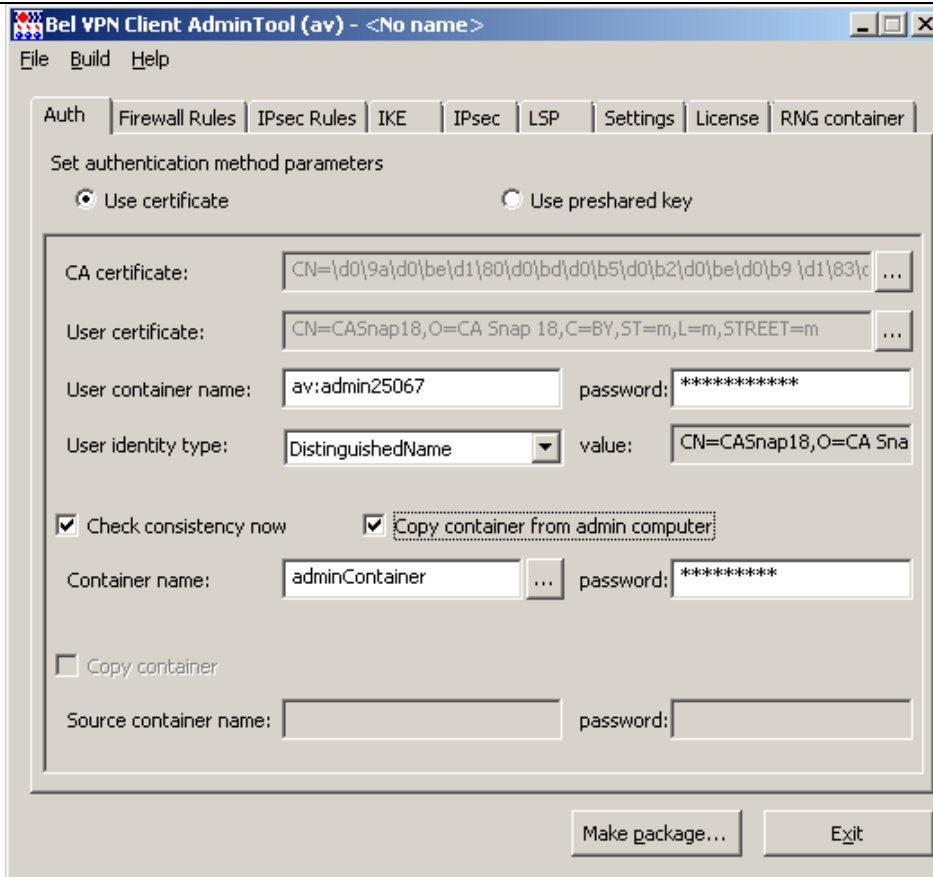 Bel VPN Client AdminTool (av) - <No name>
File Build Help
Auth Firewall Rules IPsec Rules IKE IPsec LSP Settings License RNG container
Set authentication method parameters
Use certificate Use preshared key
CA certificate: CN=\d0\9a\d0\be\d1\80\d0\bd\d0\b5\d0\b2\d0\be\d0\b9 \d1\83\ ...
User certificate: CN=CASnap18,O=CA Snap 18,C=BY,ST=m,L=m,STREET=m ...
User container name: av:admin25067 password: ***********
User identity type: DistinguishedName value: CN=CASnap18,O=CA Sna
Check consistency now Copy container from admin computer
Container name: adminContainer ... password: *********
Copy container
Source container name: password:
Make package... Exit